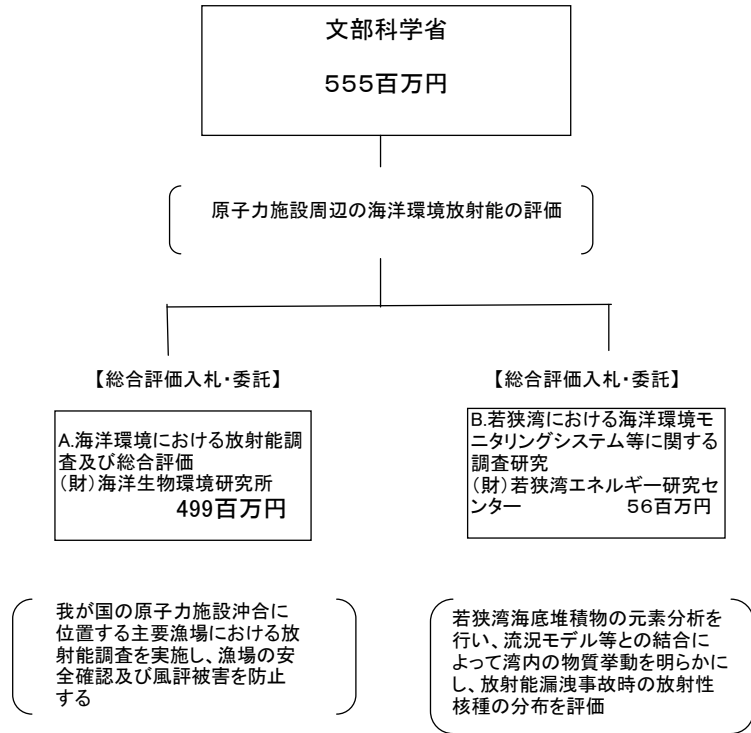 文部科学省
555百万円
原子力施設周辺の海洋環境放射能の評価
【総合評価入札・委託】
A.海洋環境における放射能調
査及び総合評価
（財）海洋生物環境研究所
499百万円
我が国の原子力施設沖合に
位置する主要漁場における放
射能調査を実施し、漁場の安
全確認及び風評被害を防止
する
【総合評価入札・委託】
B.若狭湾における海洋環境モ
ニタリングシステム等に関する
調査研究
（財）若狭湾エネルギー研究セ
ンター 56百万円
若狭湾海底堆積物の元素分析を
行い、流況モデル等との結合に
よって湾内の物質挙動を明らかに
し、放射能漏洩事故時の放射性
核種の分布を評価